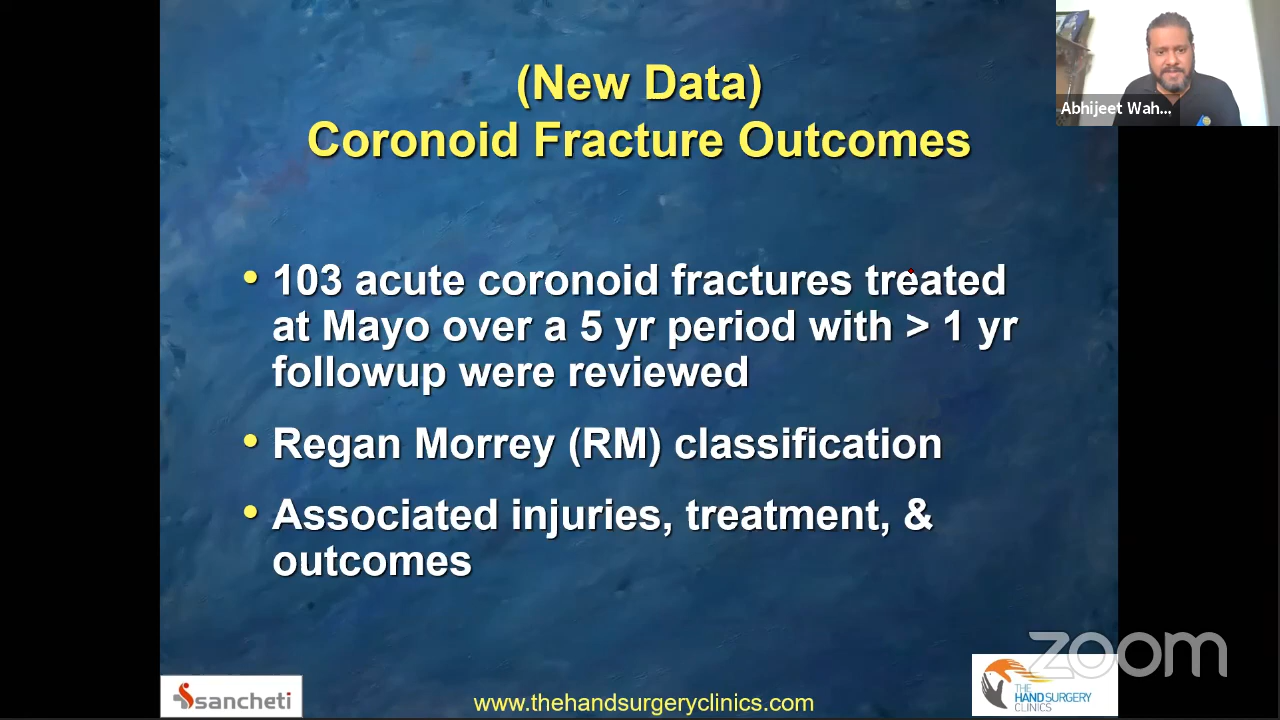 (New Data)
Coronoid Fracture Outcomes
Abhijeet Wah...
• 103 acute coronoid fractures treated
at Mayo over a 5 yr period with > 1 yr
followup were reviewed
• Regan Morrey (RM) classification
• Associated injuries, treatment, &
outcomes
zoom
sancheti
www.thehandsurgeryclinics.com
THE
HAND SURGERY
CLINICS